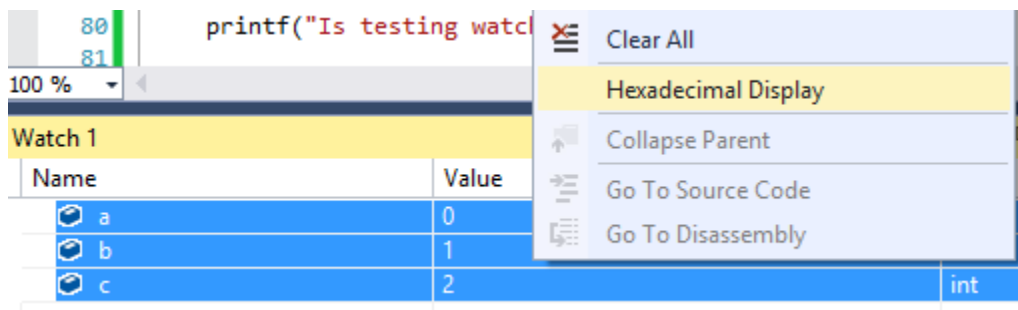 80 printf("Is testing watc
81
Clear All
100 %
Hexadecimal Display
Watch 1
Collapse Parent
Name Value
Go To Source Code
a 0
Go To Disassembly
b 1
c 2 int